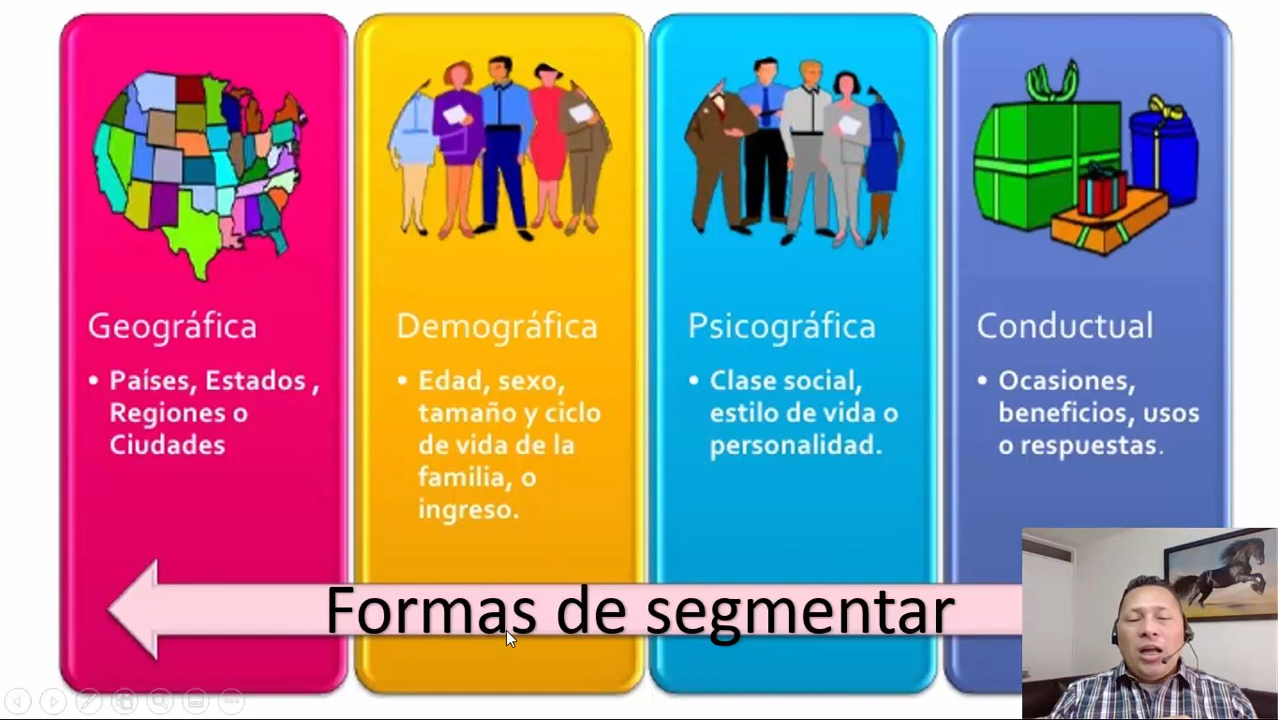 Geográfica
• Países, Estados ,
Regiones o
Ciudades
Demográfica
• Edad, sexo,
tamaño y ciclo
de vida de la
familia, o
ingreso.
Psicográfica
• Clase social,
estilo de vida o
personalidad.
Conductual
• Ocasiones,
beneficios, usos
o respuestas.
Formas de segmentar